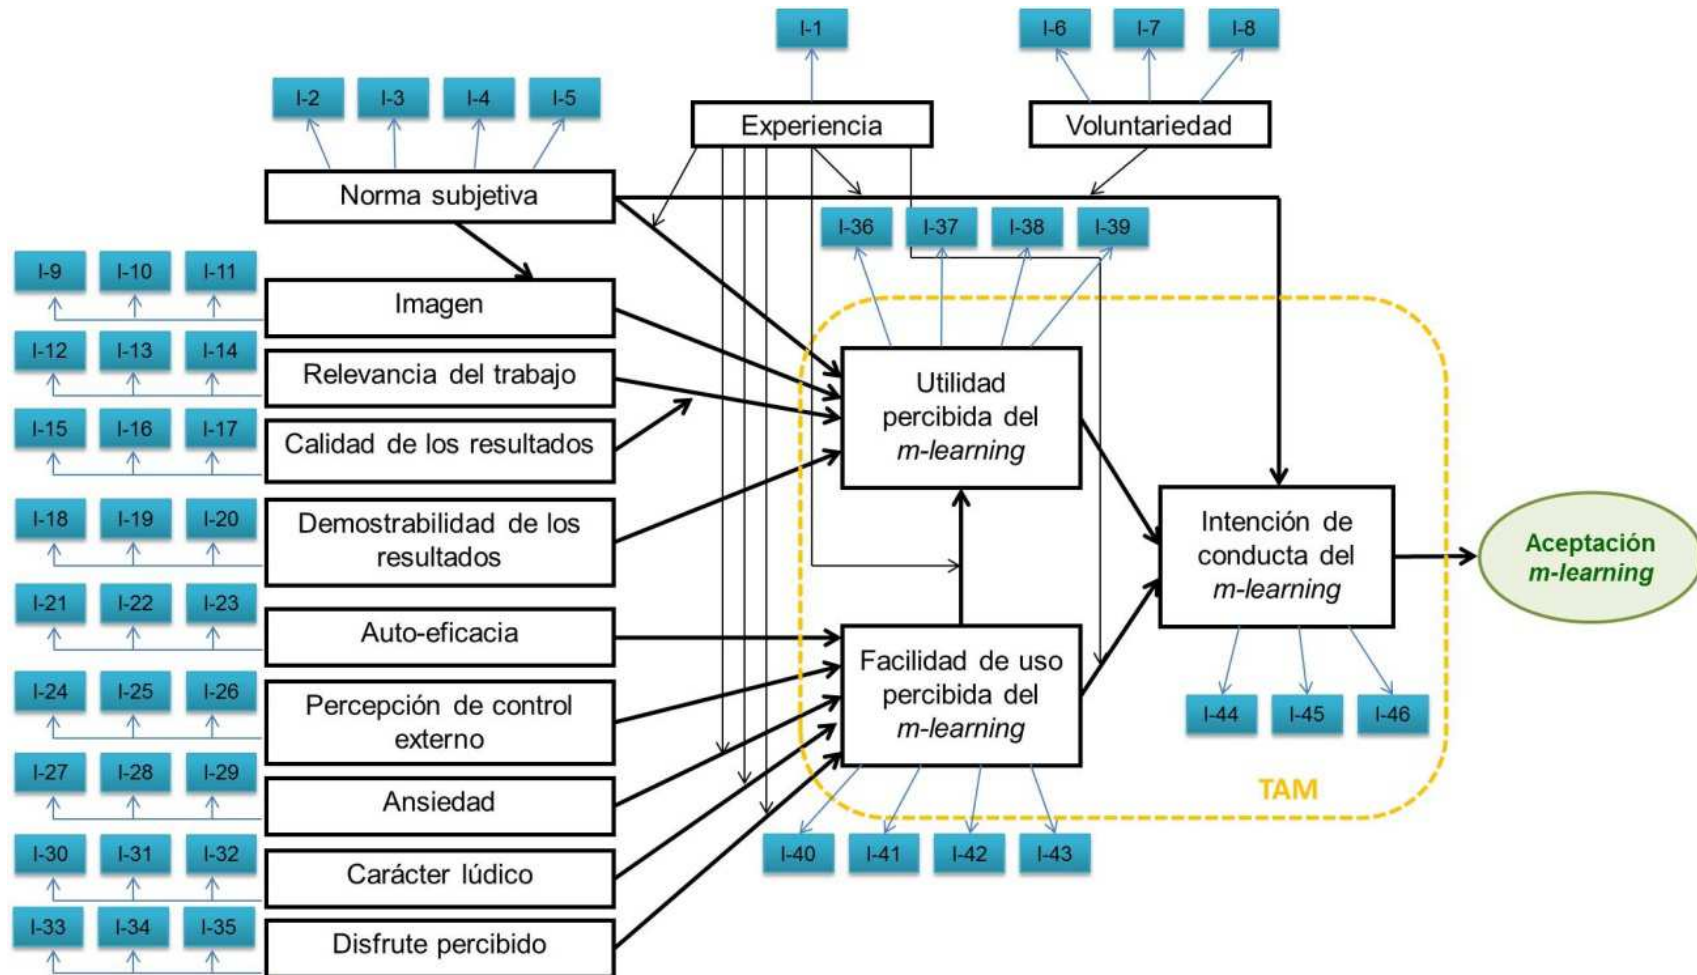 I-1
I-6
I-7
I-8
I-2
I-3
I-4
I-5
Experiencia
Voluntariedad
Norma subjetiva
I-36
I-37
I-38
I-39
I-9
I-10
I-11
Imagen
I-12
I-13
I-14
Relevancia del trabajo
I-15
I-16
I-17
Calidad de los resultados
Utilidad
percibida del
m-learning
I-18
I-19
I-20
Demostrabilidad de los
resultados
Intención de
conducta del
m-learning
Aceptación
m-learning
I-21
I-22
I-23
Auto-eficacia
I-24
I-25
I-26
Percepción de control
externo
Facilidad de uso
percibida del
m-learning
I-44
I-45
I-46
I-27
I-28
I-29
Ansiedad
TAM
I-30
I-31
I-32
Carácter lúdico
I-40
I-41
I-42
I-43
I-33
I-34
I-35
Disfrute percibido